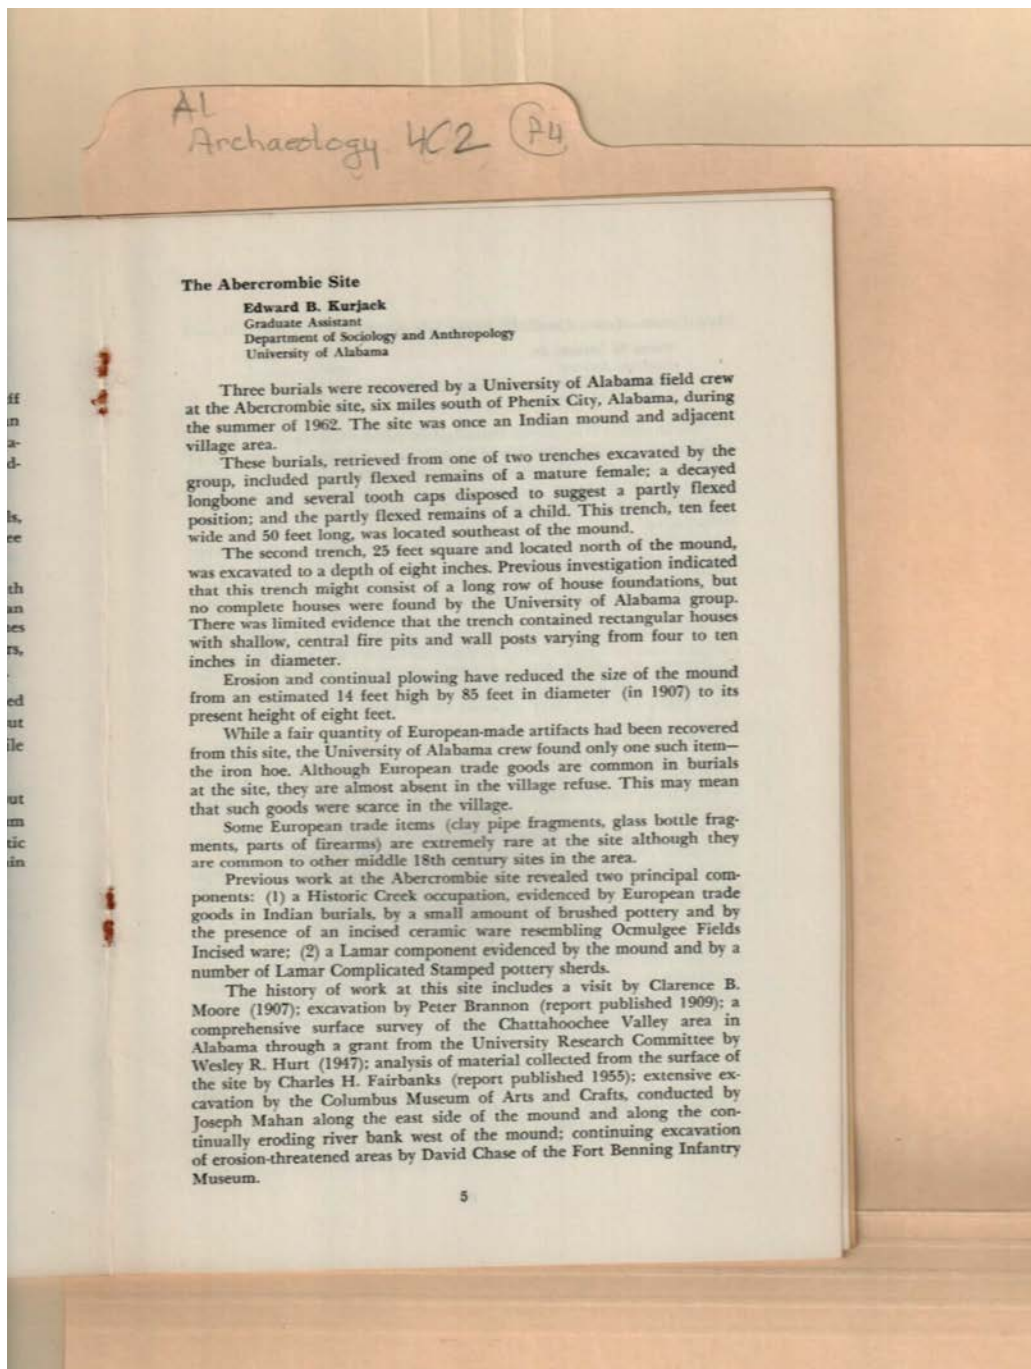 Al
Archaeology 4C2 P4
The Abercrombie Site
Edward B. Kurjack
Graduate Assistant
Department of Sociology and Anthropology
University of Alabama
Three burials were recovered by a University of Alabama field crew
at the Abercrombie site, six miles south of Phenix City, Alabama, during
the summer of 1962. The site was once an Indian mound and adjacent
village area.
These burials, retrieved from one of two trenches excavated by the
group, included partly flexed remains of a mature female; a decayed
longbone and several tooth caps disposed to suggest a partly flexed
position; and the partly flexed remains of a child. This trench, ten feet
wide and 50 feet long, was located southeast of the mound.
The second trench, 25 feet square and located north of the mound,
was excavated to a depth of eight inches. Previous investigation indicated
that this trench might consist of a long row of house foundations, but
no complete houses were found by the University of Alabama group.
There was limited evidence that the trench contained rectangular houses
with shallow, central fire pits and wall posts varying from four to ten
inches in diameter.
Erosion and continual plowing have reduced the size of the mound
from an estimated 14 feet high by 85 feet in diameter (in 1907) to its
present height of eight feet.
While a fair quantity of European-made artifacts had been recovered
from this site, the University of Alabama crew found only one such item—
the iron hoe. Although European trade goods are common in burials
at the site, they are almost absent in the village refuse. This may mean
that such goods were scarce in the village.
Some European trade items (clay pipe fragments, glass bottle frag-
ments, parts of firearms) are extremely rare at the site although they
are common to other middle 18th century sites in the area.
Previous work at the Abercrombie site revealed two principal com-
ponents: (1) a Historic Creek occupation, evidenced by European trade
goods in Indian burials, by a small amount of brushed pottery and by
the presence of an incised ceramic ware resembling Ocmulgee Fields
Incised ware; (2) a Lamar component evidenced by the mound and by a
number of Lamar Complicated Stamped pottery sherds.
The history of work at this site includes a visit by Clarence B.
Moore (1907); excavation by Peter Brannon (report published 1909); a
comprehensive surface survey of the Chattahoochee Valley area in
Alabama through a grant from the University Research Committee by
Wesley R. Hurt (1947); analysis of material collected from the surface of
the site by Charles H. Fairbanks (report published 1955); extensive ex-
cavation by the Columbus Museum of Arts and Crafts, conducted by
Joseph Mahan along the east side of the mound and along the con-
tinually eroding river bank west of the mound; continuing excavation
of erosion-threatened areas by David Chase of the Fort Benning Infantry
Museum.
5